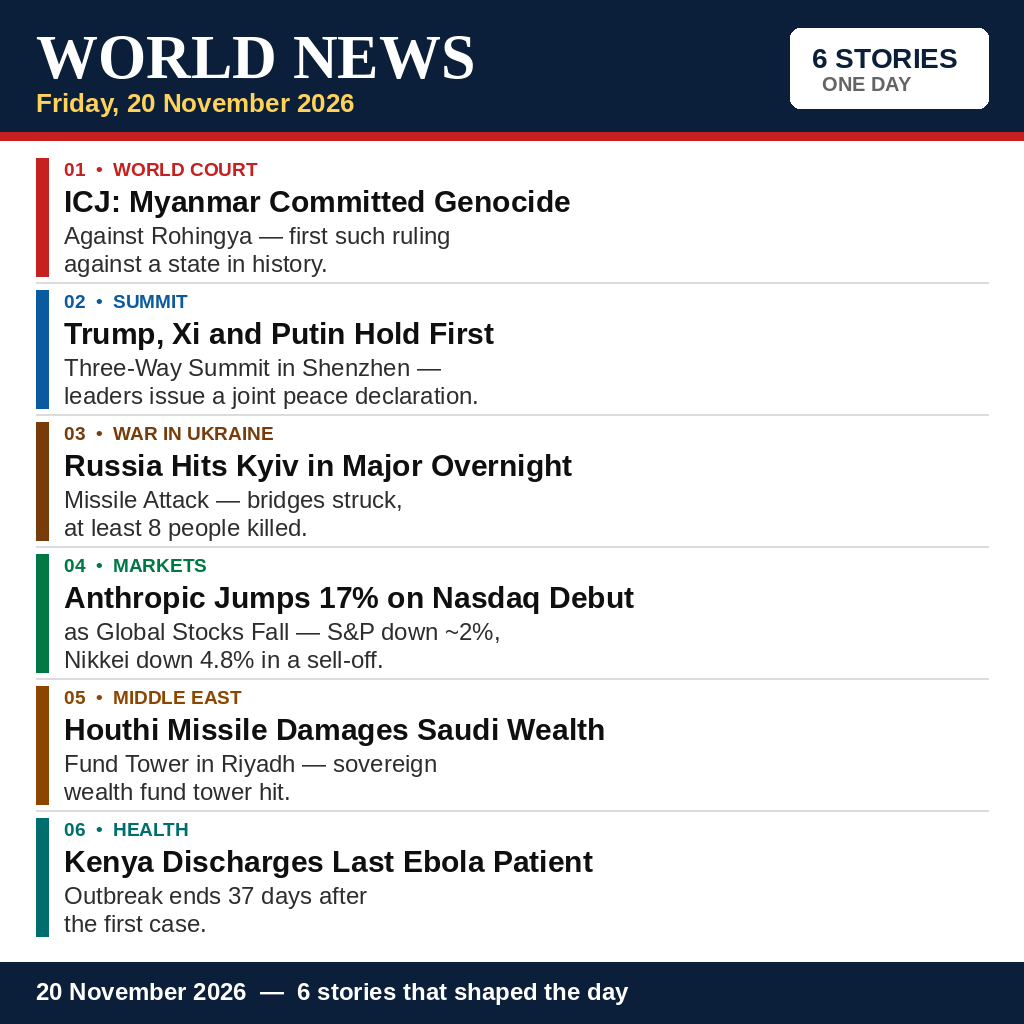 WORLD NEWS
Friday, 20 November 2026
6 STORIES
ONE DAY
01 • WORLD COURT
ICJ: Myanmar Committed Genocide
Against Rohingya — first such ruling
against a state in history.
02 • SUMMIT
Trump, Xi and Putin Hold First
Three-Way Summit in Shenzhen —
leaders issue a joint peace declaration.
03 • WAR IN UKRAINE
Russia Hits Kyiv in Major Overnight
Missile Attack — bridges struck,
at least 8 people killed.
04 • MARKETS
Anthropic Jumps 17% on Nasdaq Debut
as Global Stocks Fall — S&P down ~2%,
Nikkei down 4.8% in a sell-off.
05 • MIDDLE EAST
Houthi Missile Damages Saudi Wealth
Fund Tower in Riyadh — sovereign
wealth fund tower hit.
06 • HEALTH
Kenya Discharges Last Ebola Patient
Outbreak ends 37 days after
the first case.
20 November 2026 — 6 stories that shaped the day